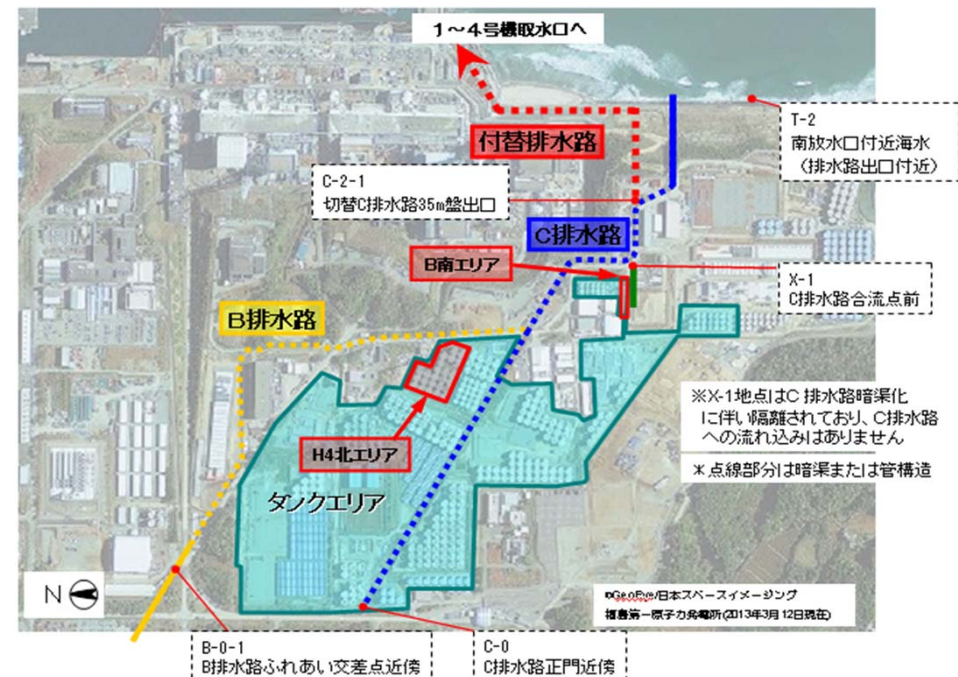 1～4号機取水口へ
T-2
南放水口付近海水
（排水路出口付近）
付替排水路
C-2-1
切替C排水路35m盤出口
C排水路
B南エリア
X-1
C排水路合流点前
B排水路
※X-1地点はC排水路暗渠化
に伴い隔離されており、C排水路
への流れ込みはありません
＊点線部分は暗渠または管構造
H4北エリア
タンクエリア
N
©GeoEye/日本スペースイメージング
福島第一原子力発電所(2013年3月12日現在)
B-0-1
B排水路ふれあい交差点近傍
C-0
C排水路正門近傍